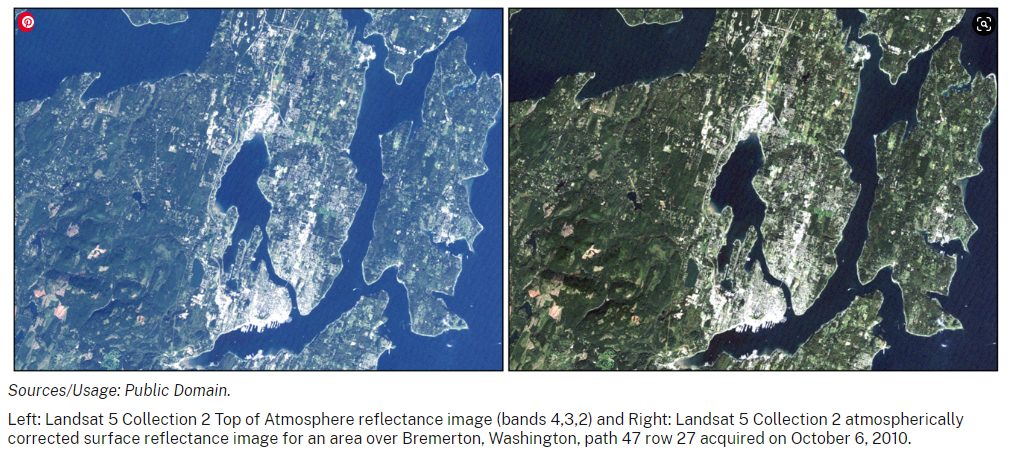 Sources/Usage: Public Domain.
Left: Landsat 5 Collection 2 Top of Atmosphere reflectance image (bands 4,3,2) and Right: Landsat 5 Collection 2 atmospherically
corrected surface reflectance image for an area over Bremerton, Washington, path 47 row 27 acquired on October 6, 2010.